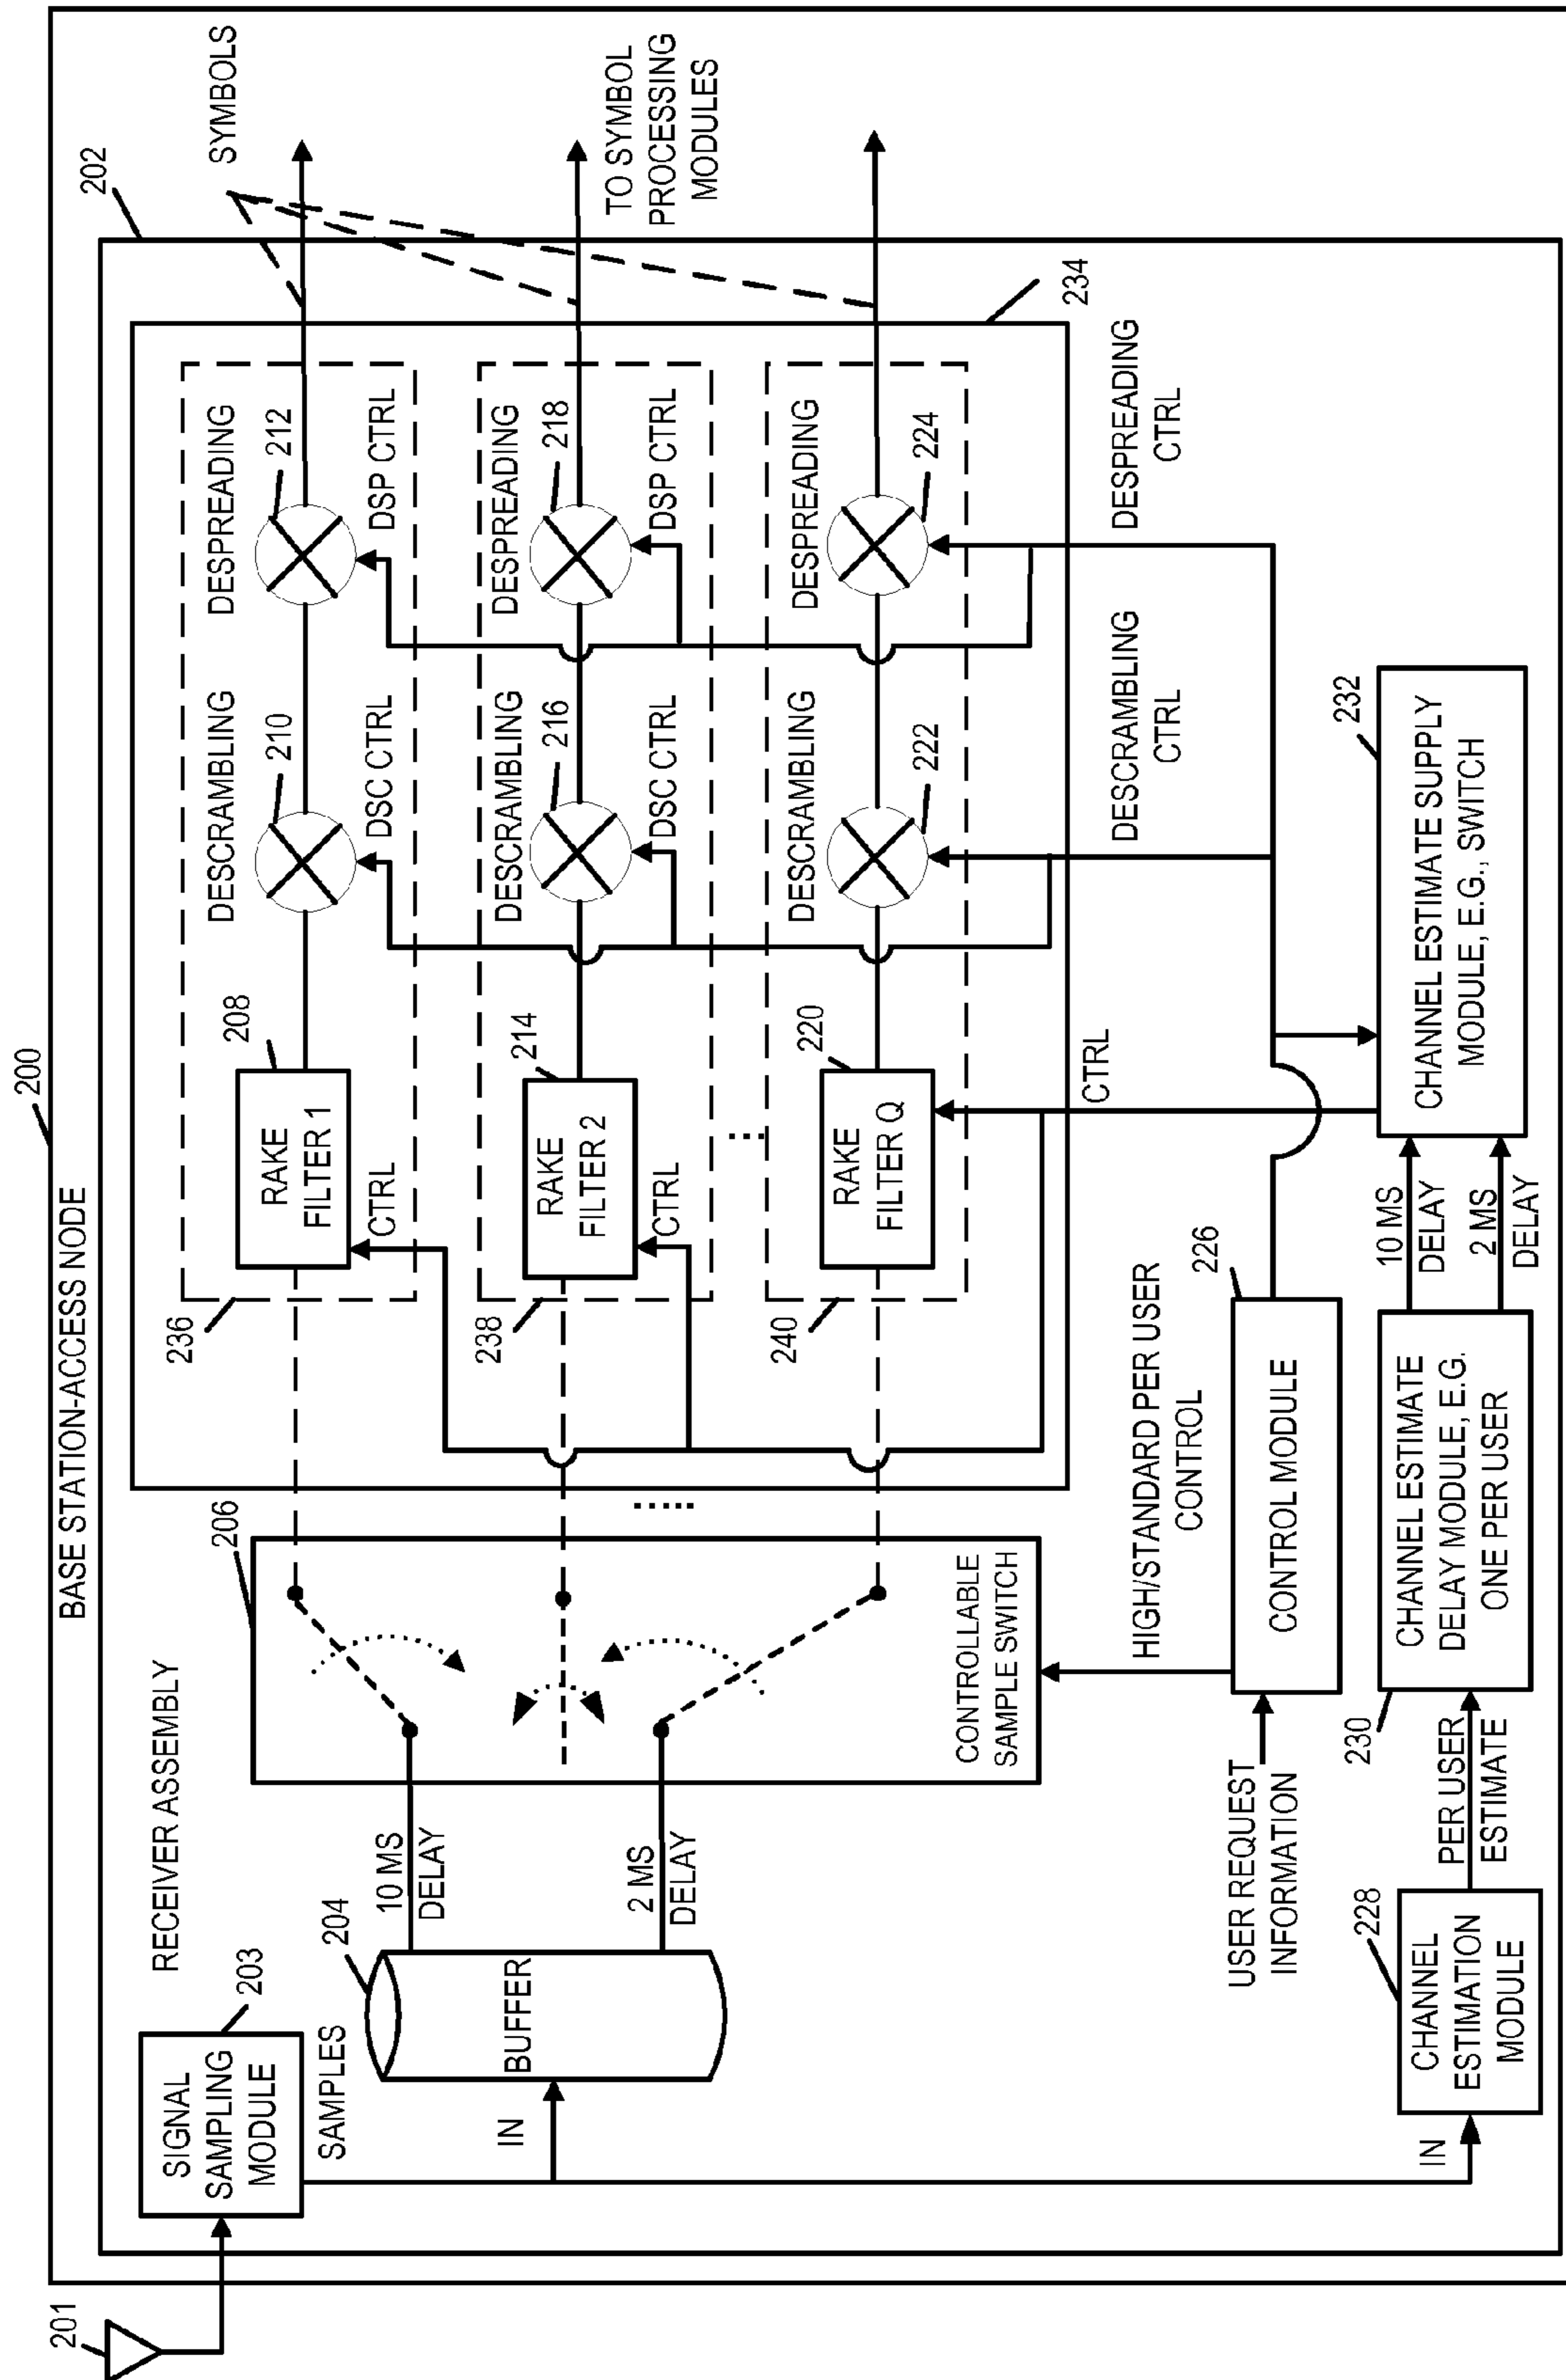 200
BASE STATION-ACCESS NODE
202
RECEIVER ASSEMBLY
201
SIGNAL
SAMPLING
MODULE
203
SAMPLES
IN
204
BUFFER
10 MS
DELAY
2 MS
DELAY
206
CONTROLLABLE
SAMPLE SWITCH
.....
236
RAKE
FILTER 1
208
CTRL
DESCRAMBLING
210
DSC CTRL
DESPREADING
212
DSP CTRL
SYMBOLS
238
RAKE
FILTER 2
214
CTRL
DESCRAMBLING
216
DSC CTRL
DESPREADING
218
DSP CTRL
TO SYMBOL
PROCESSING
MODULES
...
240
RAKE
FILTER Q
220
CTRL
DESCRAMBLING
222
DESCRAMBLING
CTRL
DESPREADING
224
DESPREADING
CTRL
234
HIGH/STANDARD PER USER
CONTROL
USER REQUEST
INFORMATION
CONTROL MODULE
226
IN
CHANNEL
ESTIMATION
MODULE
228
PER USER
ESTIMATE
230
CHANNEL ESTIMATE
DELAY MODULE, E.G.
ONE PER USER
10 MS
DELAY
2 MS
DELAY
CHANNEL ESTIMATE SUPPLY
MODULE, E.G., SWITCH
232